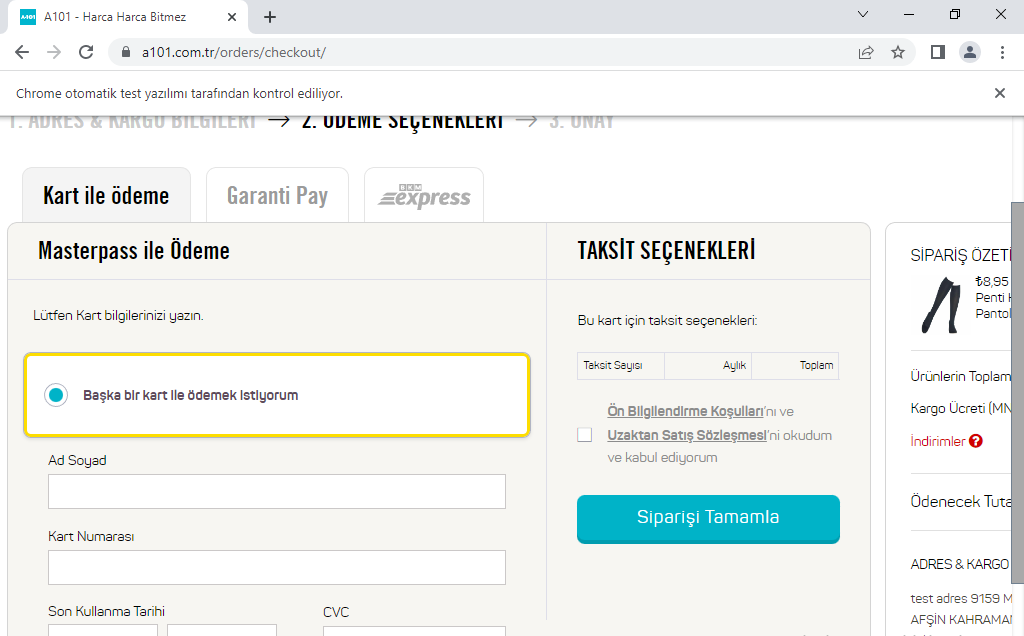 A101
A101 - Harca Harca Bitmez
a101.com.tr/orders/checkout/
Chrome otomatik test yazılımı tarafından kontrol ediliyor.
1. ADRES & KARGO BİLGİLERİ → 2. ÖDEME SEÇENEKLERİ → 3. ONAY
Kart ile ödeme
Garanti Pay
BKM express
Masterpass ile Ödeme
Lütfen Kart bilgilerinizi yazın.
Başka bir kart ile ödemek istiyorum
Ad Soyad
Kart Numarası
Son Kullanma Tarihi
CVC
TAKSİT SEÇENEKLERİ
Bu kart için taksit seçenekleri:
Taksit Sayısı Aylık Toplam
Ön Bilgilendirme Koşulları'nı ve
Uzaktan Satış Sözleşmesi'ni okudum
ve kabul ediyorum
Siparişi Tamamla
SİPARİŞ ÖZETİ
₺8,95
Penti
Pantol
Ürünlerin Toplam
Kargo Ücreti (MN
İndirimler ?
Ödenecek Tuta
ADRES & KARGO
test adres 9159 M
AFŞİN KAHRAMAN